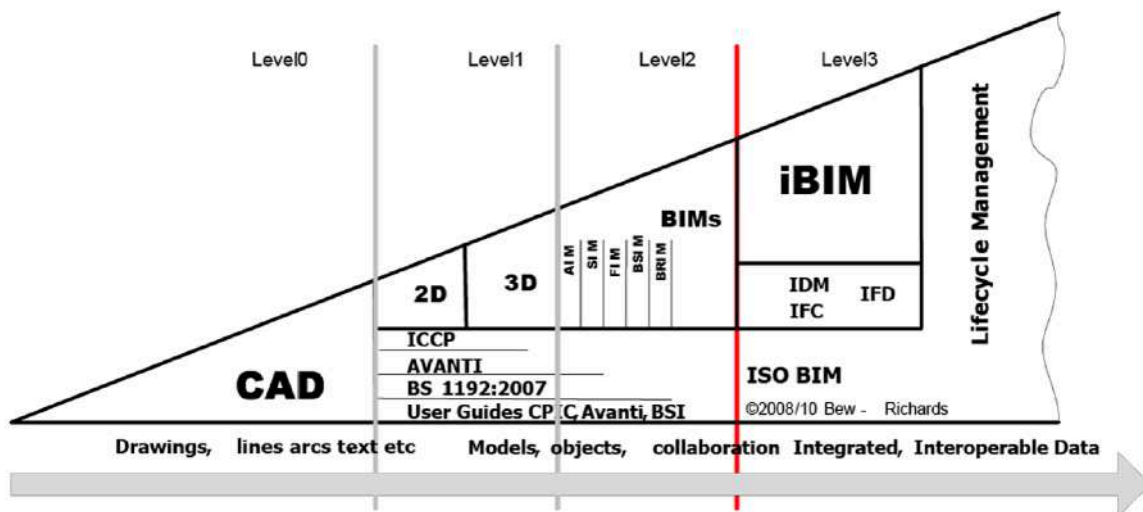 Level0
Level1
Level2
Level3
Lifecycle Management
iBIM
BIMs
2D
3D
AIM
SIM
FIM
BSIM
BRIM
IDM
IFD
IFC
CAD
ICCP
AVANTI
BS 1192:2007
User Guides CPIC, Avanti, BSI
ISO BIM
©2008/10 Bew - Richards
Drawings, lines arcs text etc
Models, objects, collaboration
Integrated, Interoperable Data